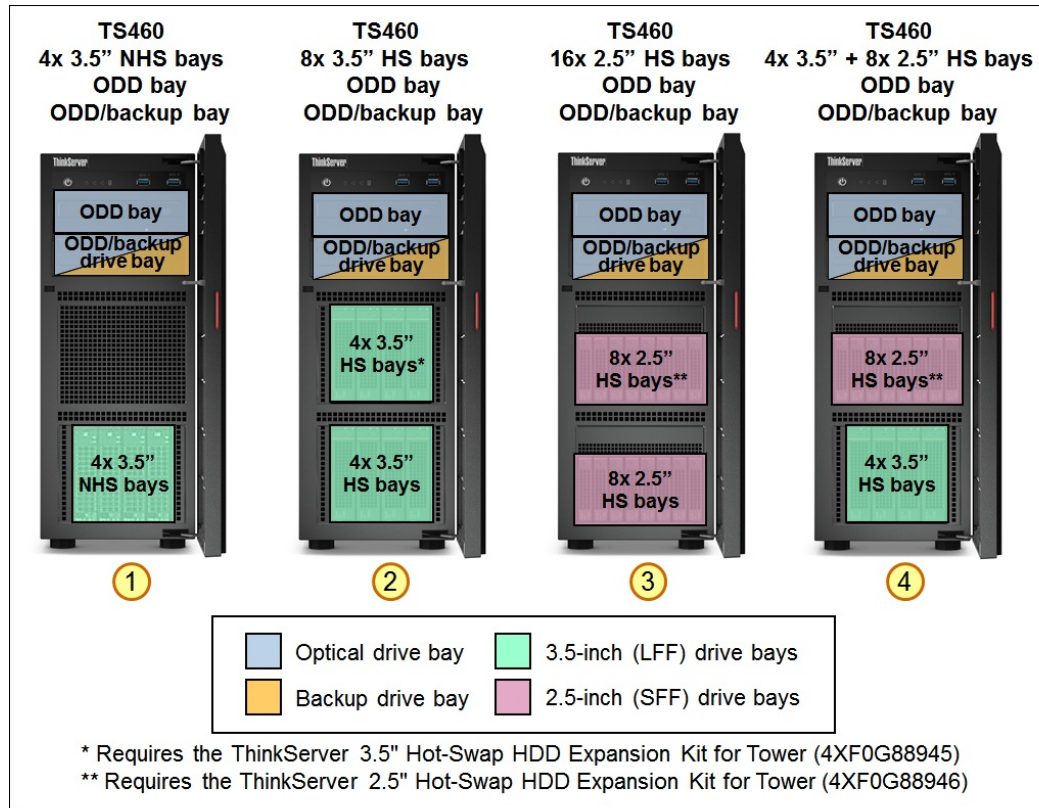 TS460
4x 3.5” NHS bays
ODD bay
ODD/backup bay
TS460
8x 3.5” HS bays
ODD bay
ODD/backup bay
TS460
16x 2.5” HS bays
ODD bay
ODD/backup bay
TS460
4x 3.5” + 8x 2.5” HS bays
ODD bay
ODD/backup bay
ThinkServer
ODD bay
ODD/backup
drive bay
4x 3.5”
NHS bays
1
ThinkServer
ODD bay
ODD/backup
drive bay
4x 3.5”
HS bays*
4x 3.5”
HS bays
2
ThinkServer
ODD bay
ODD/backup
drive bay
8x 2.5”
HS bays**
8x 2.5”
HS bays
3
ThinkServer
ODD bay
ODD/backup
drive bay
8x 2.5”
HS bays**
4x 3.5”
HS bays
4
Optical drive bay
3.5-inch (LFF) drive bays
Backup drive bay
2.5-inch (SFF) drive bays
* Requires the ThinkServer 3.5" Hot-Swap HDD Expansion Kit for Tower (4XF0G88945)
** Requires the ThinkServer 2.5" Hot-Swap HDD Expansion Kit for Tower (4XF0G88946)